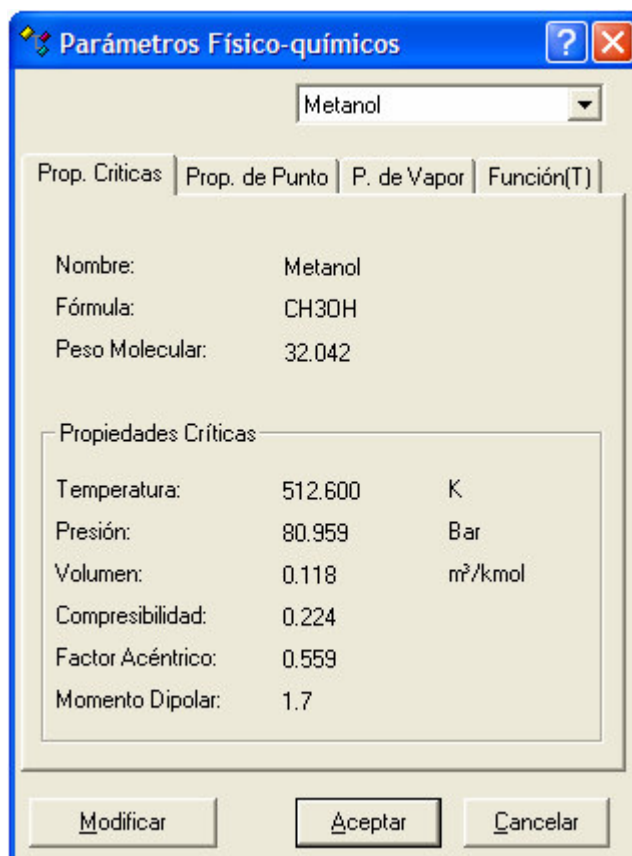 Parámetros Físico-químicos
Metanol
Prop. Criticas Prop. de Punto P. de Vapor Función(T)
Nombre: Metanol
Fórmula: CH3OH
Peso Molecular: 32.042
Propiedades Críticas
Temperatura: 512.600 K
Presión: 80.959 Bar
Volumen: 0.118 m³/kmol
Compresibilidad: 0.224
Factor Acéntrico: 0.559
Momento Dipolar: 1.7
Modificar Aceptar Cancelar